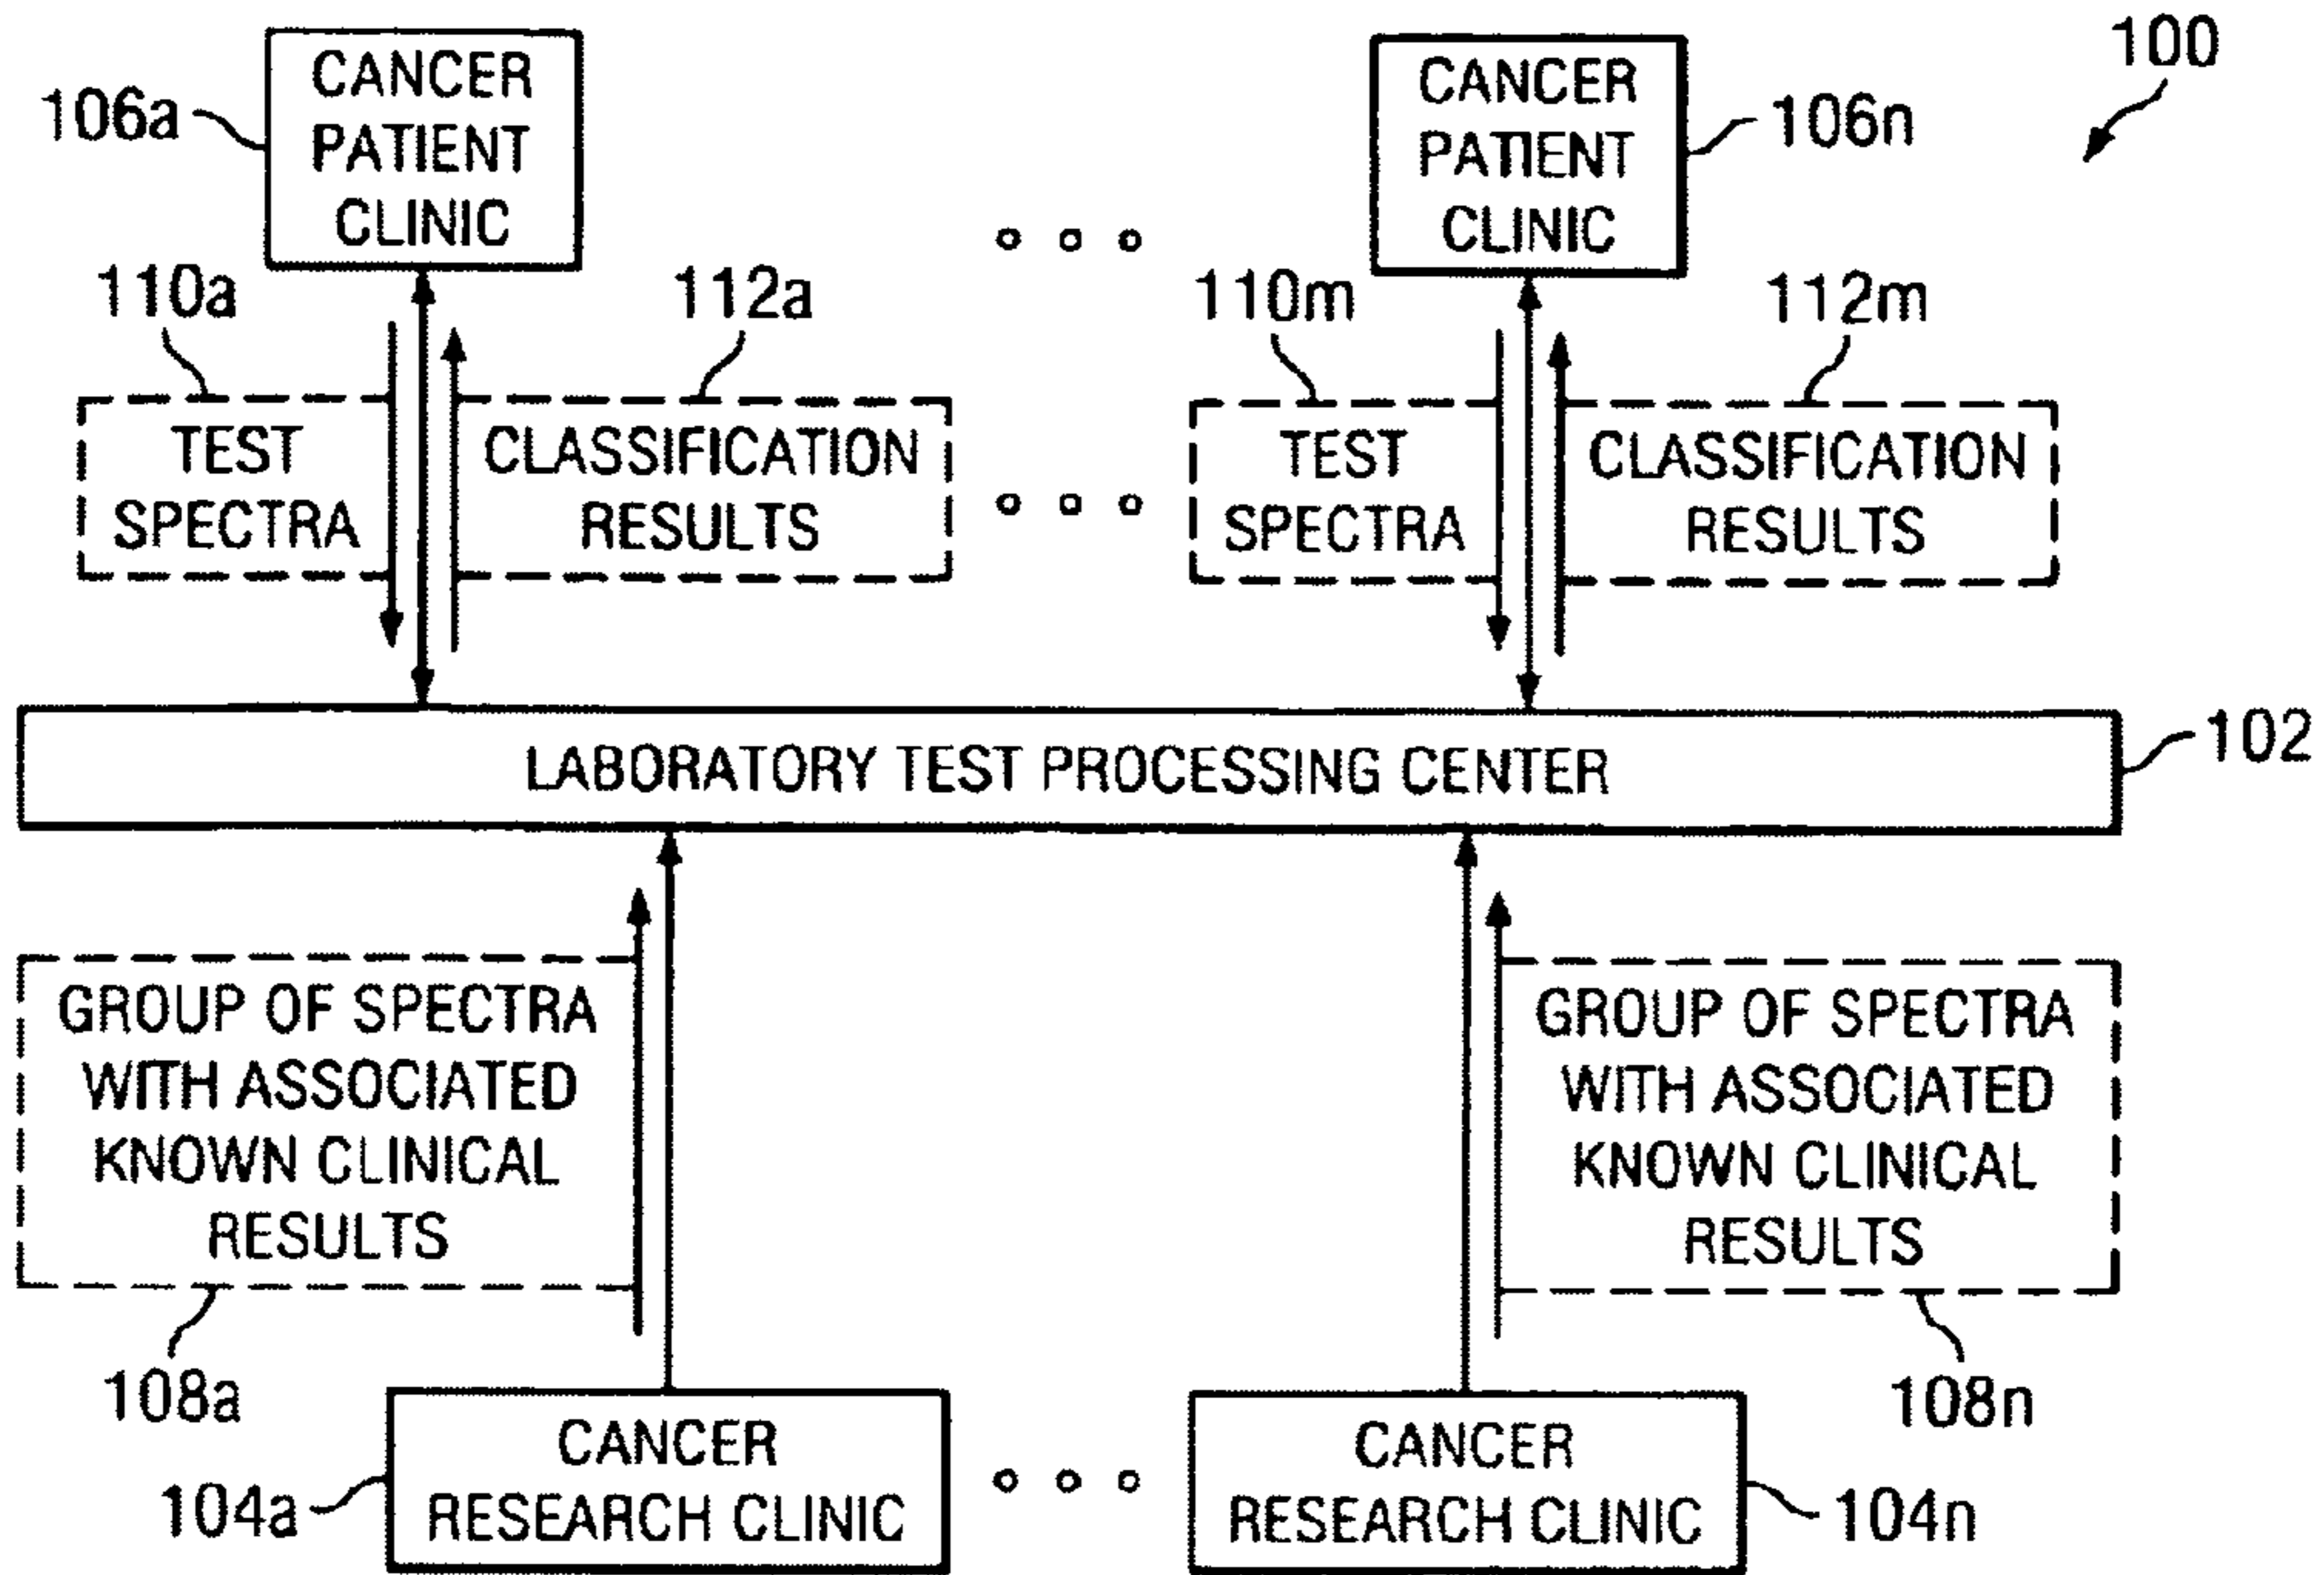 100
CANCER
PATIENT
CLINIC
106a
CANCER
PATIENT
CLINIC
106n
110a
112a
110m
112m
TEST
SPECTRA
CLASSIFICATION
RESULTS
TEST
SPECTRA
CLASSIFICATION
RESULTS
LABORATORY TEST PROCESSING CENTER
102
GROUP OF SPECTRA
WITH ASSOCIATED
KNOWN CLINICAL
RESULTS
GROUP OF SPECTRA
WITH ASSOCIATED
KNOWN CLINICAL
RESULTS
108a
108n
CANCER
RESEARCH CLINIC
104a
CANCER
RESEARCH CLINIC
104n